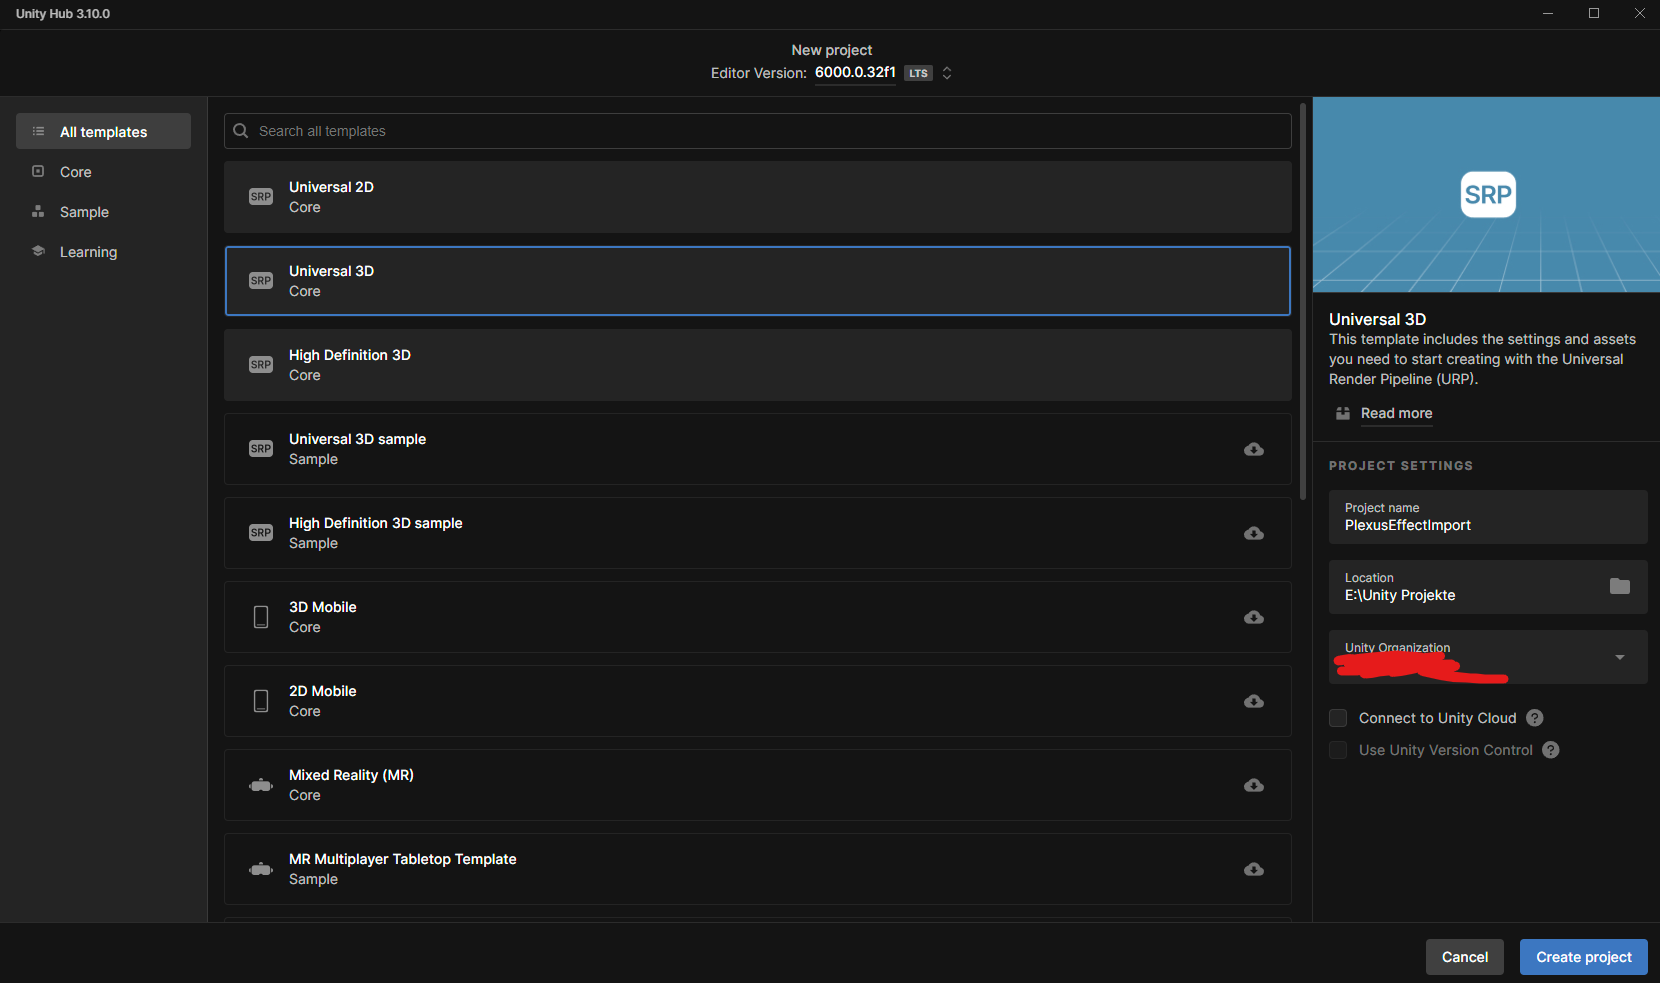 Unity Hub 3.10.0
New project
Editor Version: 6000.0.32f1 LTS
All templates
Core
Sample
Learning
Search all templates
SRP
Universal 2D
Core
SRP
Universal 3D
Core
SRP
High Definition 3D
Core
SRP
Universal 3D sample
Sample
SRP
High Definition 3D sample
Sample
3D Mobile
Core
2D Mobile
Core
Mixed Reality (MR)
Core
MR Multiplayer Tabletop Template
Sample
SRP
Universal 3D
This template includes the settings and assets
you need to start creating with the Universal
Render Pipeline (URP).
Read more
PROJECT SETTINGS
Project name
PlexusEffectImport
Location
E:\Unity Projekte
Unity Organization
Connect to Unity Cloud ?
Use Unity Version Control ?
Cancel
Create project